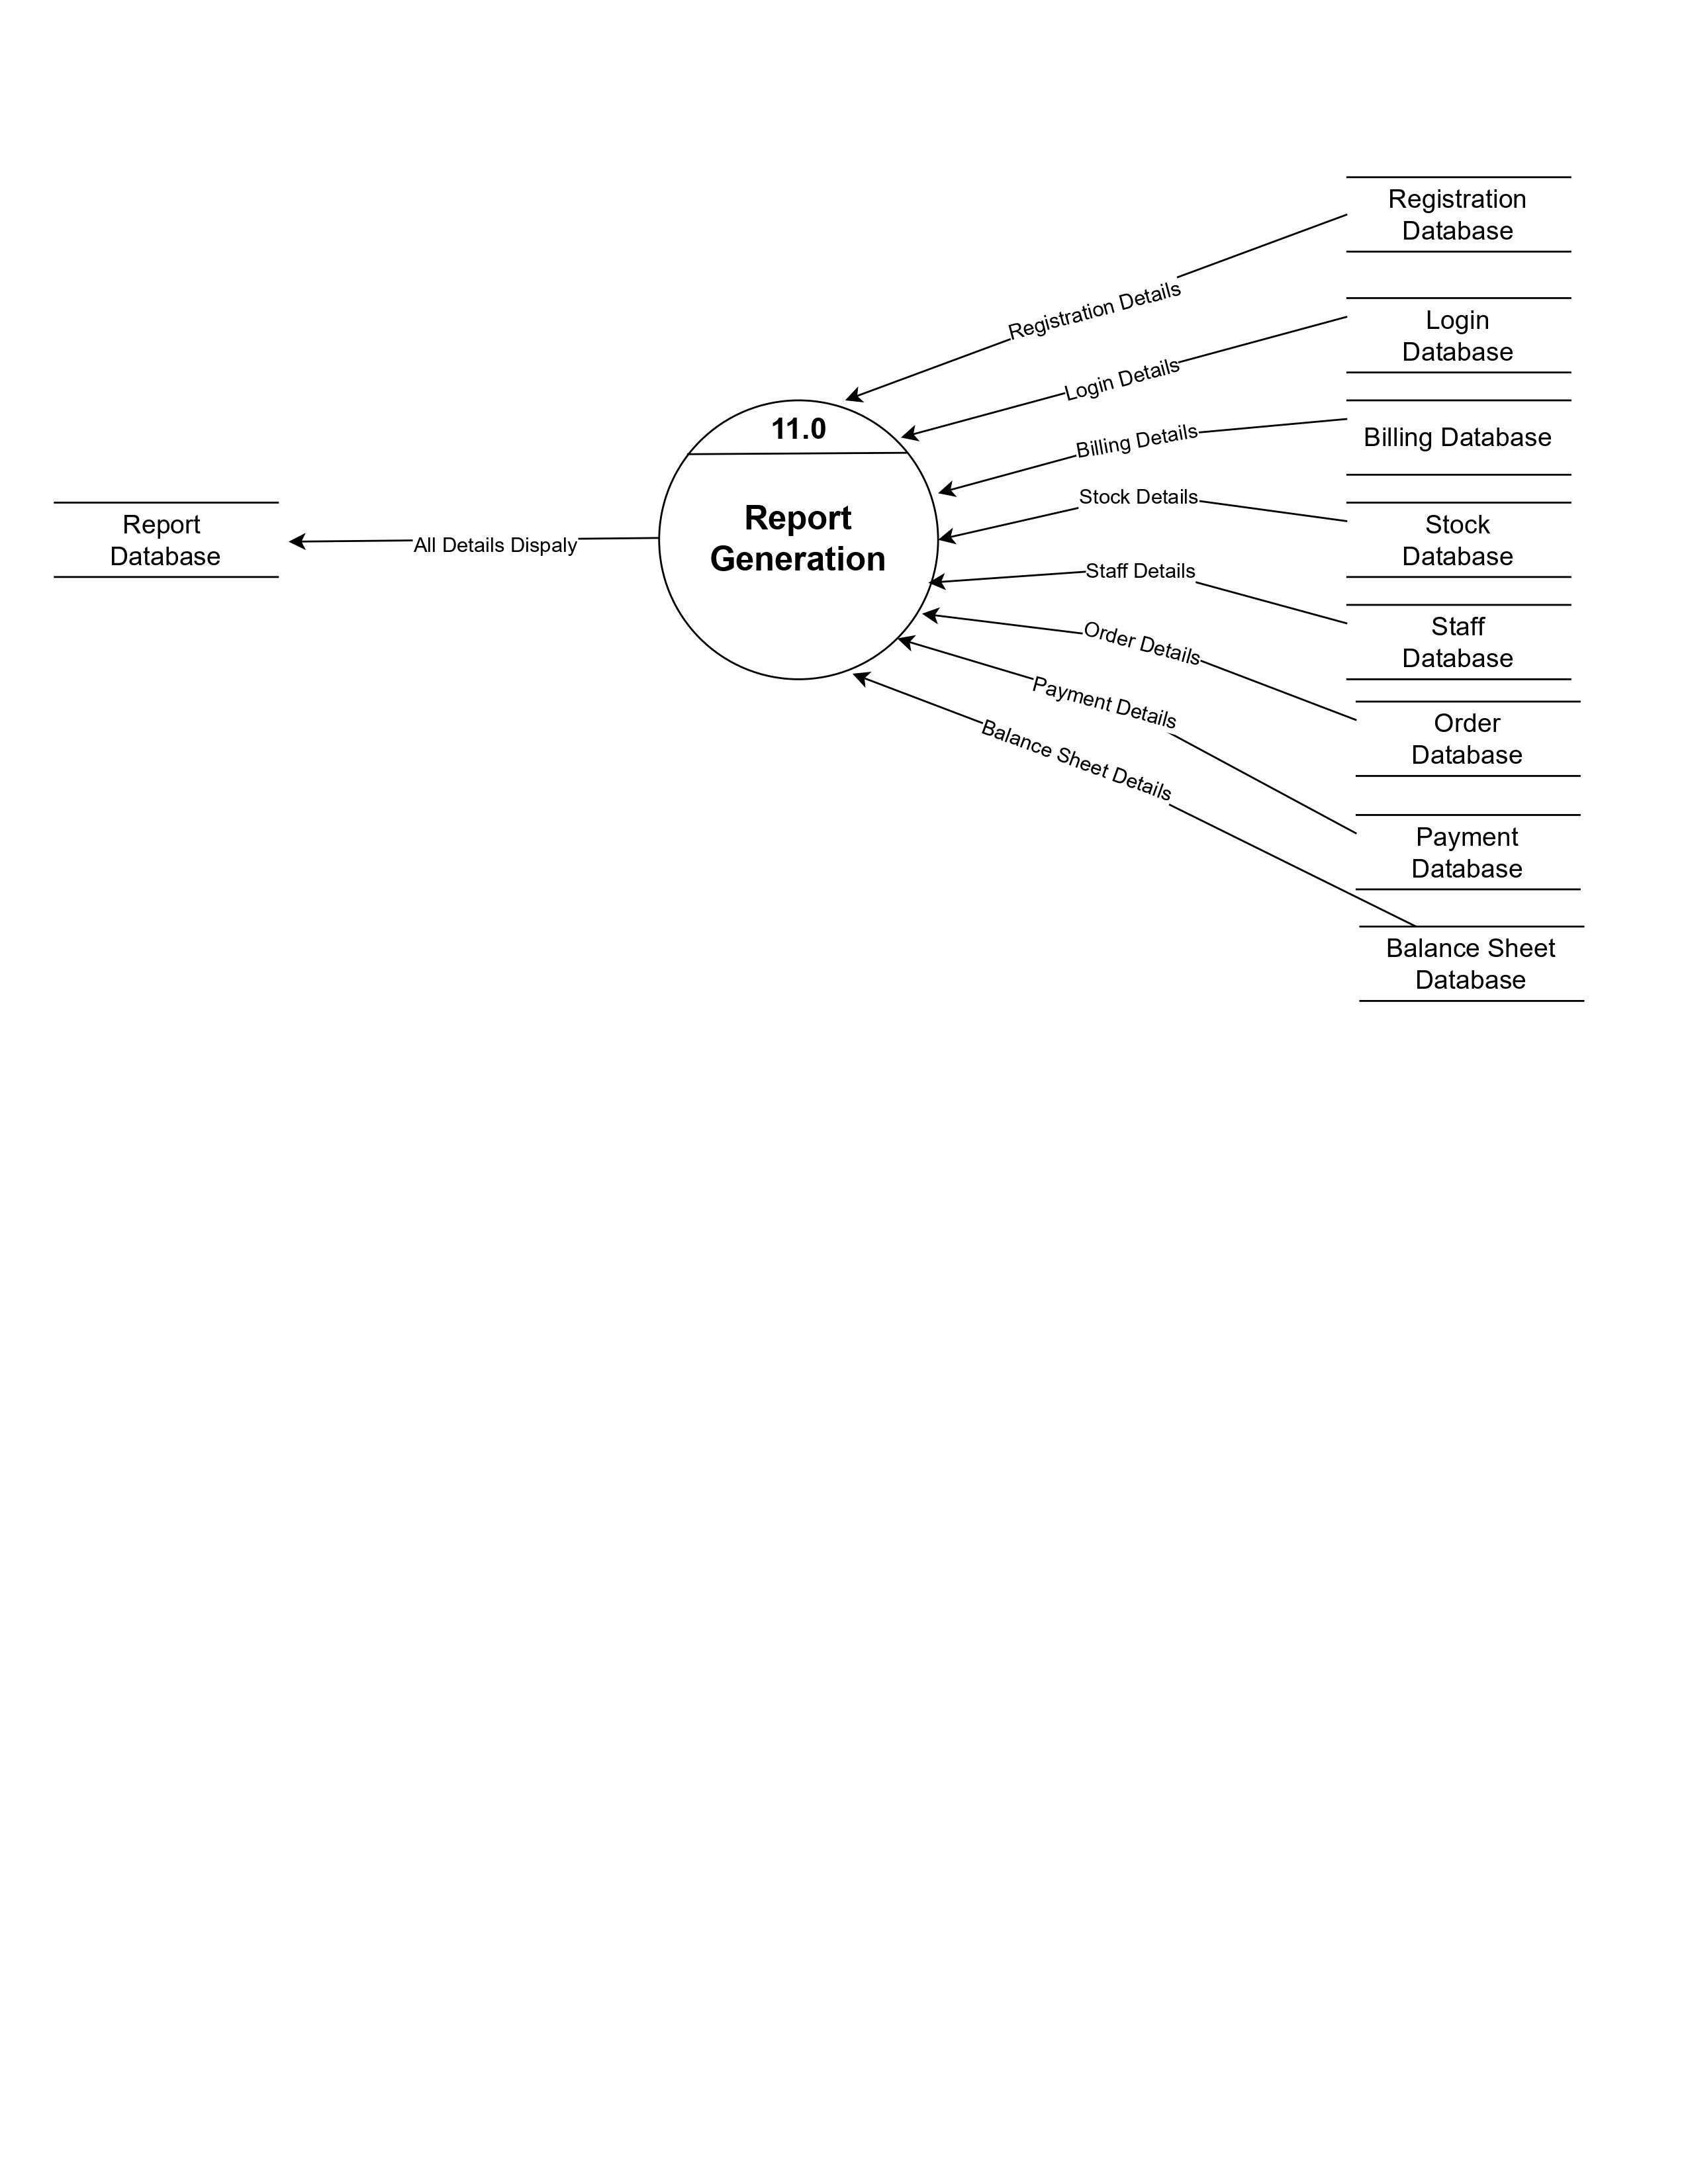 Registration
Database
Registration Details
Login
Database
Login Details
11.0
Billing Details
Billing Database
Stock Details
Report
Database
All Details Dispaly
Report
Generation
Stock
Database
Staff Details
Staff
Database
Order Details
Payment Details
Order
Database
Balance Sheet Details
Payment
Database
Balance Sheet
Database